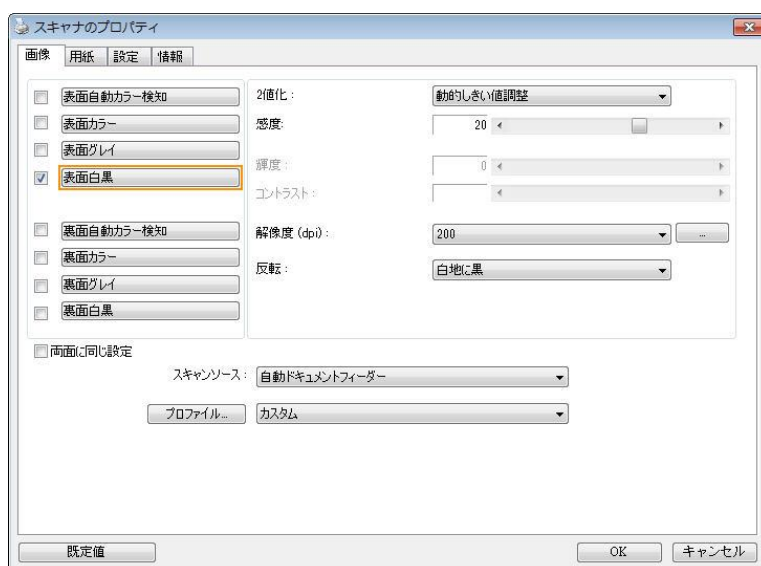 スキャナのプロパティ
画像 用紙 設定 情報
表面自動カラー検知
表面カラー
表面グレイ
表面白黒
裏面自動カラー検知
裏面カラー
裏面グレイ
裏面白黒
2値化： 動的しきい値調整
感度: 20
輝度： 0
コントラスト：
解像度 (dpi)： 200 ...
反転： 白地に黒
両面に同じ設定
スキャンソース： 自動ドキュメントフィーダー
プロファイル... カスタム
既定値 OK キャンセル